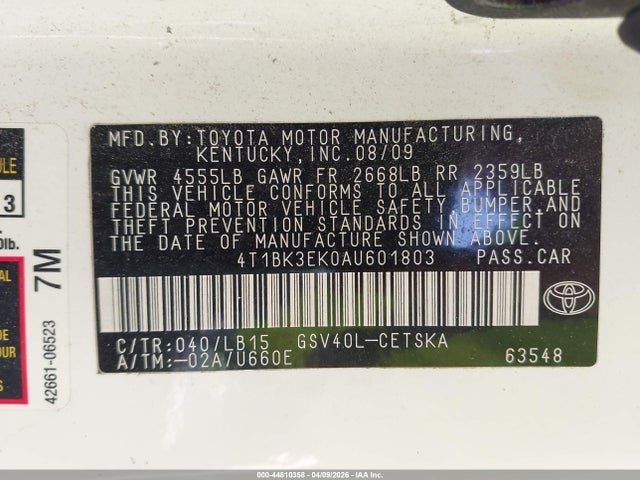 MFD.BY:TOYOTA MOTOR MANUFACTURING,
KENTUCKY, INC. 08/09
GVWR 4555LB GAWR FR 2668LB RR 2359LB
THIS VEHICLE CONFORMS TO ALL APPLICABLE
FEDERAL MOTOR VEHICLE SAFETY, BUMPER, AND
THEFT PREVENTION STANDARDS IN EFFECT ON
THE DATE OF MANUFACTURE SHOWN ABOVE.
4T1BK3EK0AU601803 PASS.CAR
C/TR:040/LB15 GSV40L-CETSKA
A/TM:-02A/U660E 63548
3
7M
42661-06523
000-44810358 - 04/09/2026 - IAA Inc.